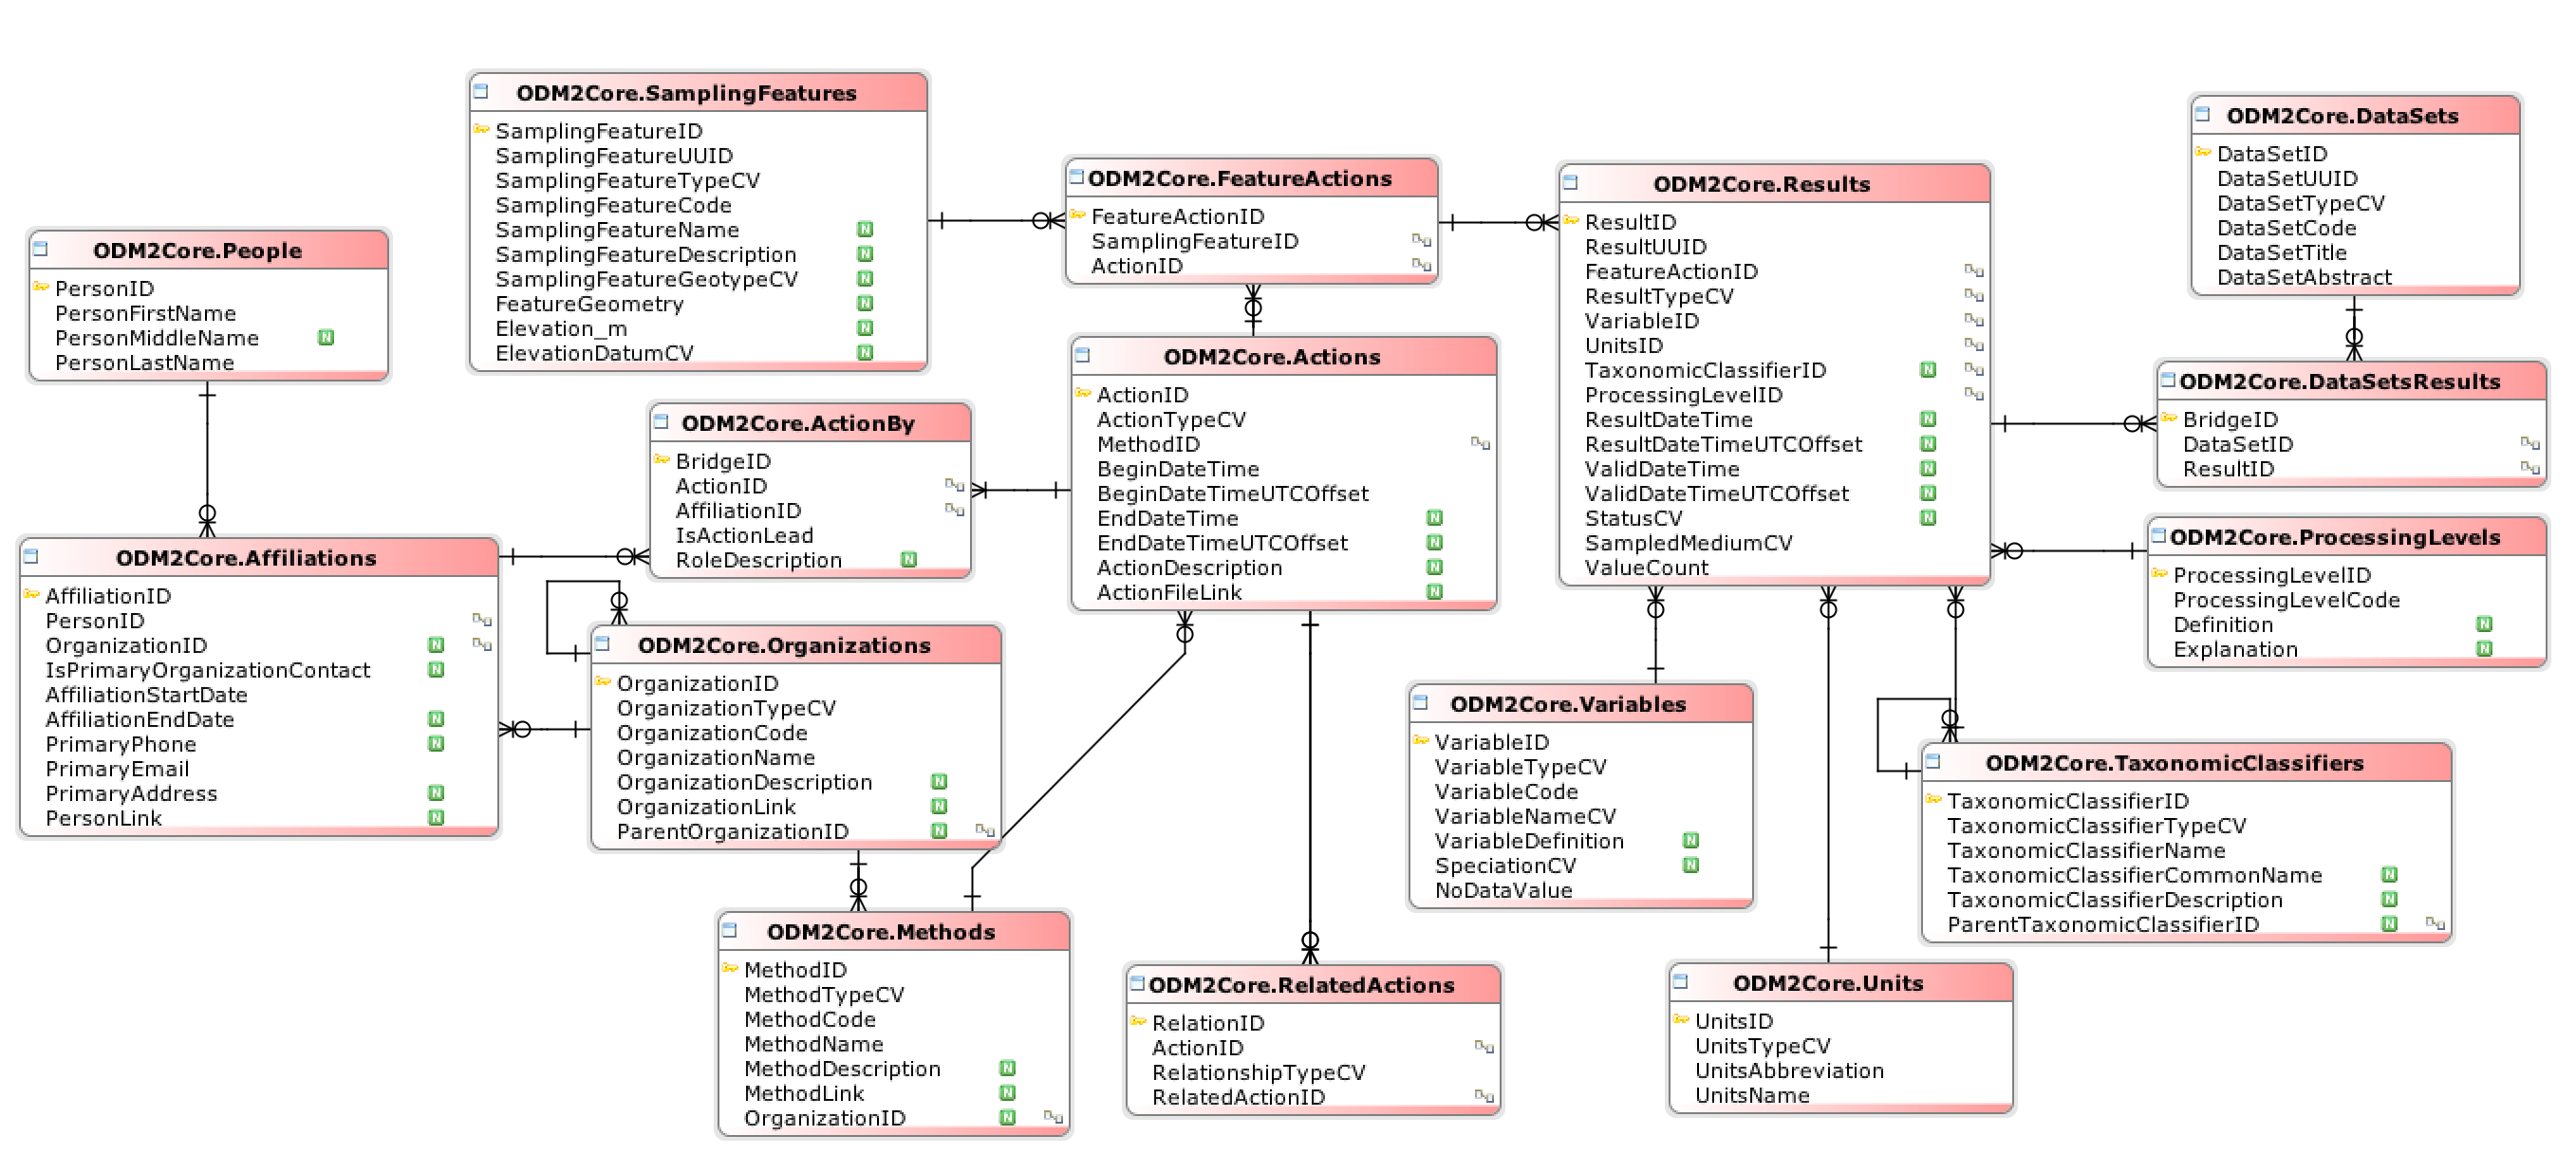 ODM2Core.SamplingFeatures
SamplingFeatureID
SamplingFeatureUUID
SamplingFeatureTypeCV
SamplingFeatureCode
SamplingFeatureName N
SamplingFeatureDescription N
SamplingFeatureGeotypeCV N
FeatureGeometry N
Elevation_m N
ElevationDatumCV N
ODM2Core.People
PersonID
PersonFirstName
PersonMiddleName N
PersonLastName
ODM2Core.FeatureActions
FeatureActionID
SamplingFeatureID
ActionID
ODM2Core.Results
ResultID
ResultUUID
FeatureActionID
ResultTypeCV
VariableID
UnitsID
TaxonomicClassifierID N
ProcessingLevelID
ResultDateTime N
ResultDateTimeUTCOffset N
ValidDateTime N
ValidDateTimeUTCOffset N
StatusCV N
SampledMediumCV
ValueCount
ODM2Core.DataSets
DataSetID
DataSetUUID
DataSetTypeCV
DataSetCode
DataSetTitle
DataSetAbstract
ODM2Core.DataSetsResults
BridgeID
DataSetID
ResultID
ODM2Core.ActionBy
BridgeID
ActionID
AffiliationID
IsActionLead
RoleDescription N
ODM2Core.Actions
ActionID
ActionTypeCV
MethodID
BeginDateTime
BeginDateTimeUTCOffset
EndDateTime N
EndDateTimeUTCOffset N
ActionDescription N
ActionFileLink N
ODM2Core.ProcessingLevels
ProcessingLevelID
ProcessingLevelCode
Definition N
Explanation N
ODM2Core.Affiliations
AffiliationID
PersonID
OrganizationID N
IsPrimaryOrganizationContact N
AffiliationStartDate
AffiliationEndDate N
PrimaryPhone N
PrimaryEmail
PrimaryAddress N
PersonLink N
ODM2Core.Organizations
OrganizationID
OrganizationTypeCV
OrganizationCode
OrganizationName
OrganizationDescription N
OrganizationLink N
ParentOrganizationID N
ODM2Core.Variables
VariableID
VariableTypeCV
VariableCode
VariableNameCV
VariableDefinition N
SpeciationCV N
NoDataValue
ODM2Core.TaxonomicClassifiers
TaxonomicClassifierID
TaxonomicClassifierTypeCV
TaxonomicClassifierName
TaxonomicClassifierCommonName N
TaxonomicClassifierDescription N
ParentTaxonomicClassifierID N
ODM2Core.Methods
MethodID
MethodTypeCV
MethodCode
MethodName
MethodDescription N
MethodLink N
OrganizationID N
ODM2Core.RelatedActions
RelationID
ActionID
RelationshipTypeCV
RelatedActionID
ODM2Core.Units
UnitsID
UnitsTypeCV
UnitsAbbreviation
UnitsName